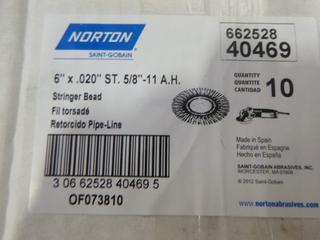 NORTON
SAINT-GOBAIN
662528
40469
6" x .020" ST. 5/8"-11 A.H.
Stringer Bead
Fil torsadé
Retorcido Pipe-Line
QUANTITY
QUANTITÉ
CANTIDAD
10
Made in Spain
Fabriqué en Espagne
Hecho en España
SAINT-GOBAIN ABRASIVES, INC.
WORCESTER, MA 01606
© 2012 Saint-Gobain
3 06 62528 40469 5
OF073810
www.nortonabrasives.com